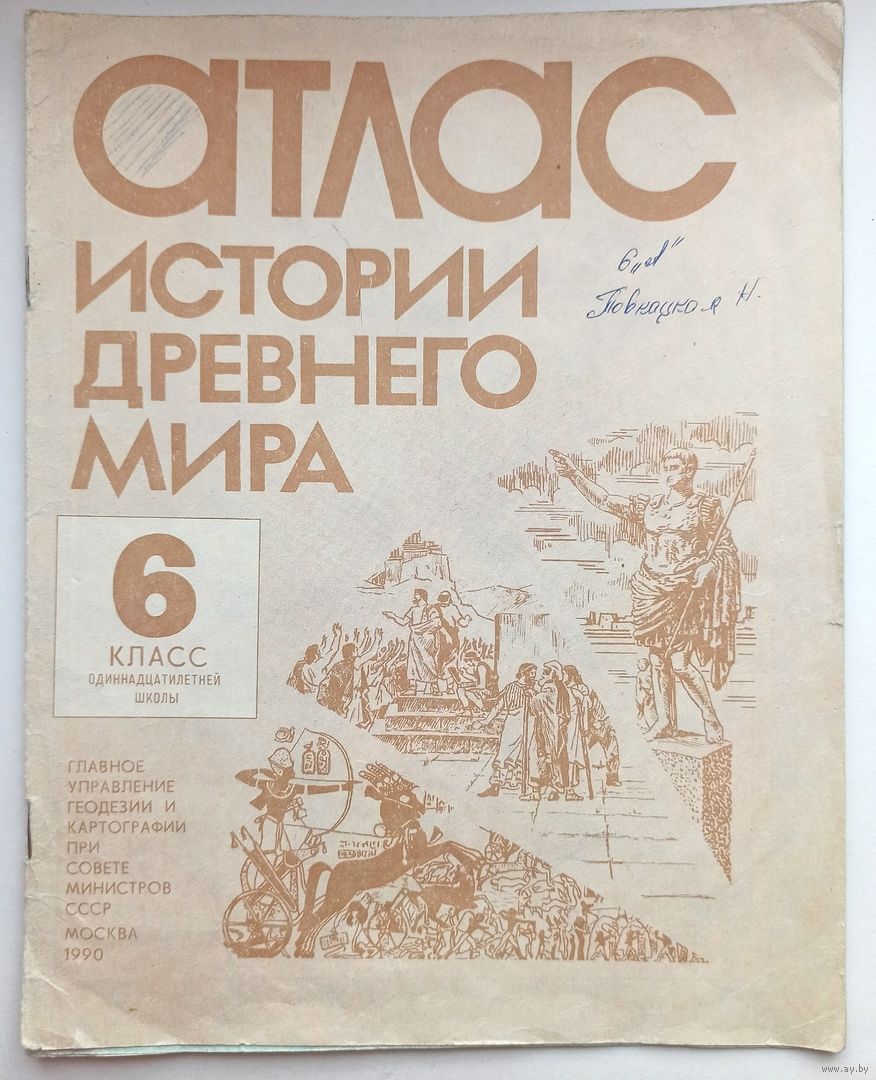 АТЛАС
ИСТОРИИ
ДРЕВНЕГО
МИРА
6 „А"
Н.
6
КЛАСС
ОДИННАДЦАТИЛЕТНЕЙ
ШКОЛЫ
ГЛАВНОЕ
УПРАВЛЕНИЕ
ГЕОДЕЗИИ И
КАРТОГРАФИИ
ПРИ
СОВЕТЕ
МИНИСТРОВ
СССР
МОСКВА
1990
www.ay.by